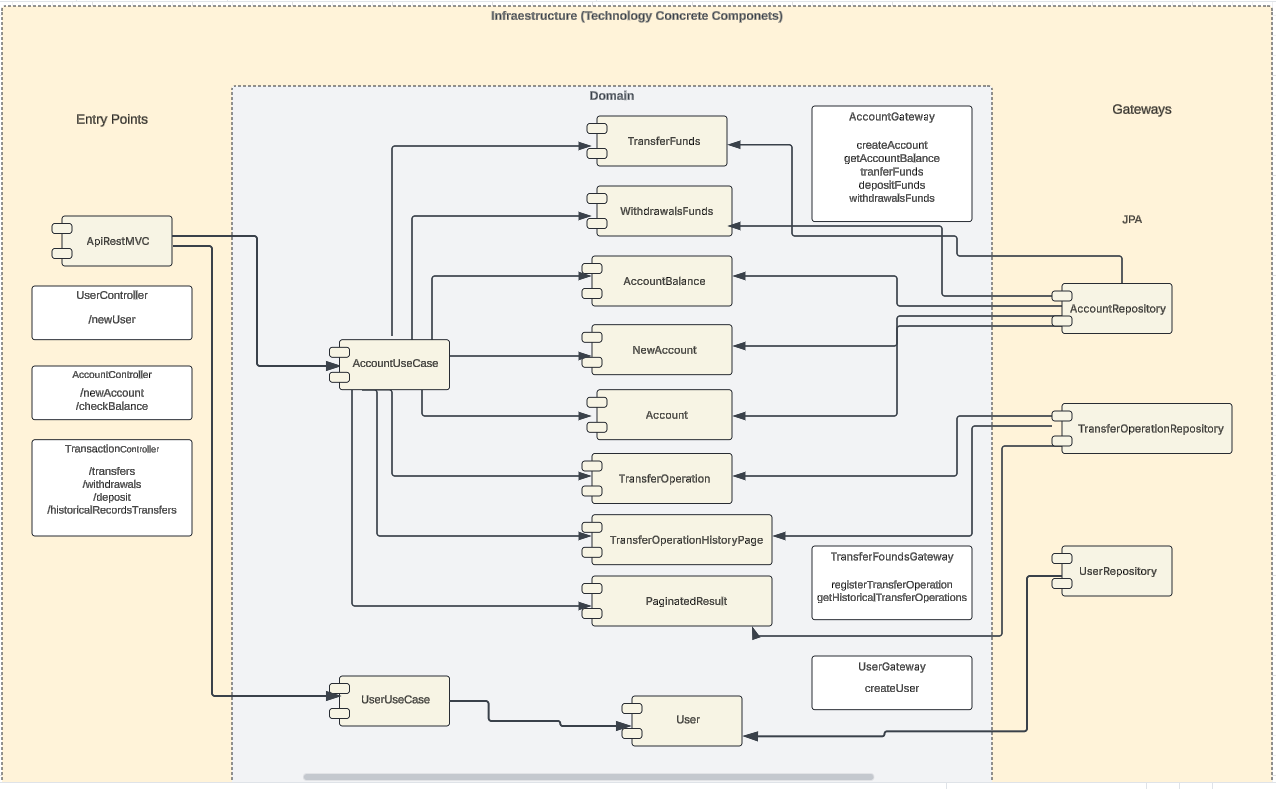 Infraestructure (Technology Concrete Componets)
Domain
Entry Points
Gateways
ApiRestMVC
UserController
/newUser
AccountController
/newAccount
/checkBalance
TransactionController
/transfers
/withdrawals
/deposit
/historicalRecordsTransfers
AccountUseCase
UserUseCase
TransferFunds
WithdrawalsFunds
AccountBalance
NewAccount
Account
TransferOperation
TransferOperationHistoryPage
PaginatedResult
User
AccountGateway
createAccount
getAccountBalance
tranferFunds
depositFunds
withdrawalsFunds
TransferFoundsGateway
registerTransferOperation
getHistoricalTransferOperations
UserGateway
createUser
JPA
AccountRepository
TransferOperationRepository
UserRepository